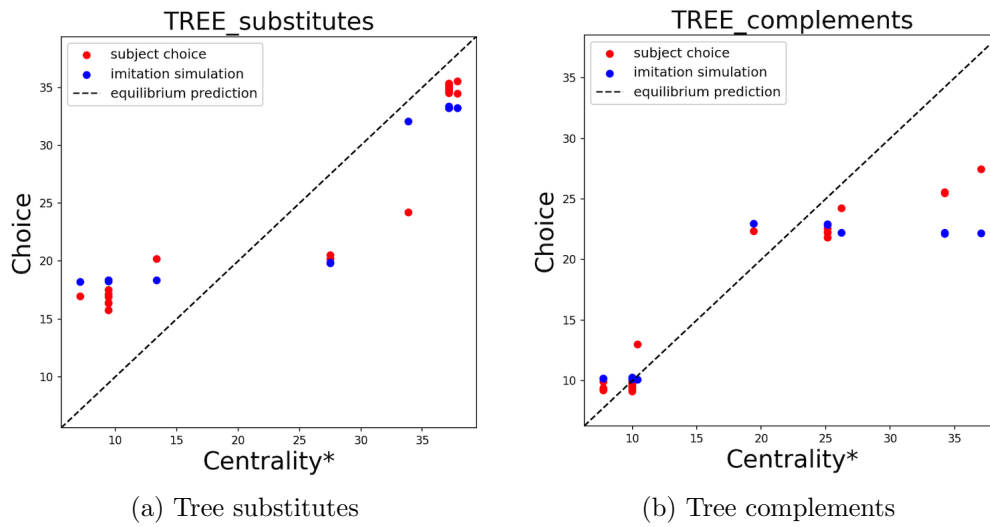 TREE_substitutes
subject choice
imitation simulation
equilibrium prediction
35
30
25
20
15
10
Choice
10
15
20
25
30
35
Centrality*
(a) Tree substitutes
TREE_complements
subject choice
imitation simulation
equilibrium prediction
35
30
25
20
15
10
Choice
10
15
20
25
30
35
Centrality*
(b) Tree complements